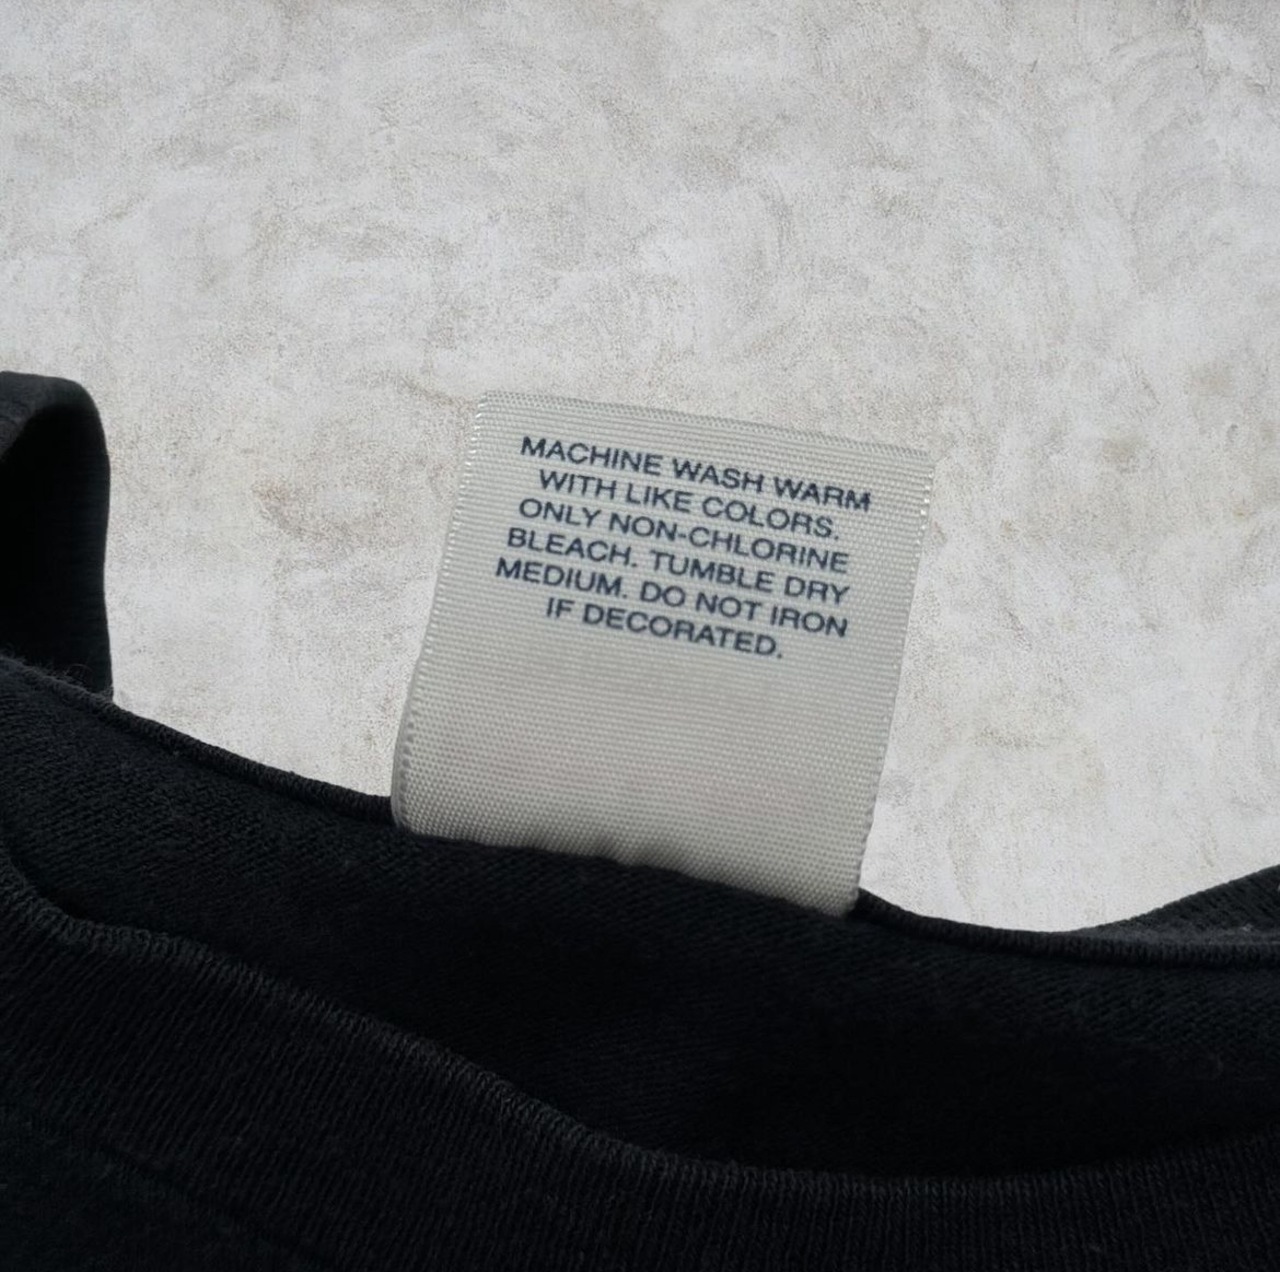 MACHINE WASH WARM
WITH LIKE COLORS.
ONLY NON-CHLORINE
BLEACH. TUMBLE DRY
MEDIUM. DO NOT IRON
IF DECORATED.